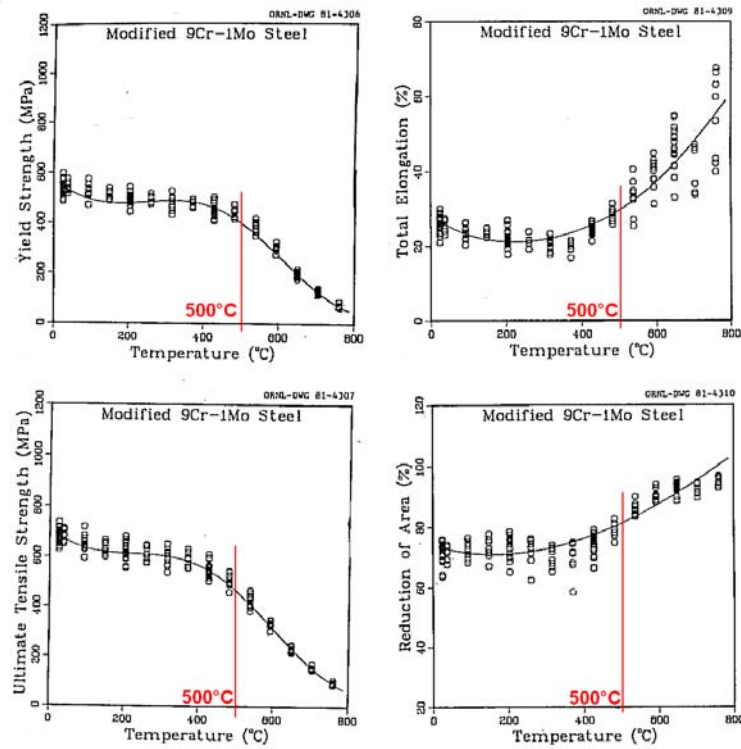 ORNL-DWG 81-4306
Modified 9Cr-1Mo Steel
Yield Strength (MPa)
1200
1000
800
600
400
200
0
500°C
0 200 400 600 800
Temperature (°C)
ORNL-DWG 81-4309
Modified 9Cr-1Mo Steel
Total Elongation (%)
80
60
40
20
0
500°C
0 200 400 600 800
Temperature (°C)
ORNL-DWG 81-4307
Modified 9Cr-1Mo Steel
Ultimate Tensile Strength (MPa)
1200
1000
800
600
400
200
0
500°C
0 200 400 600 800
Temperature (°C)
ORNL-DWG 81-4310
Modified 9Cr-1Mo Steel
Reduction of Area (%)
120
100
80
60
40
20
500°C
0 200 400 600 800
Temperature (°C)